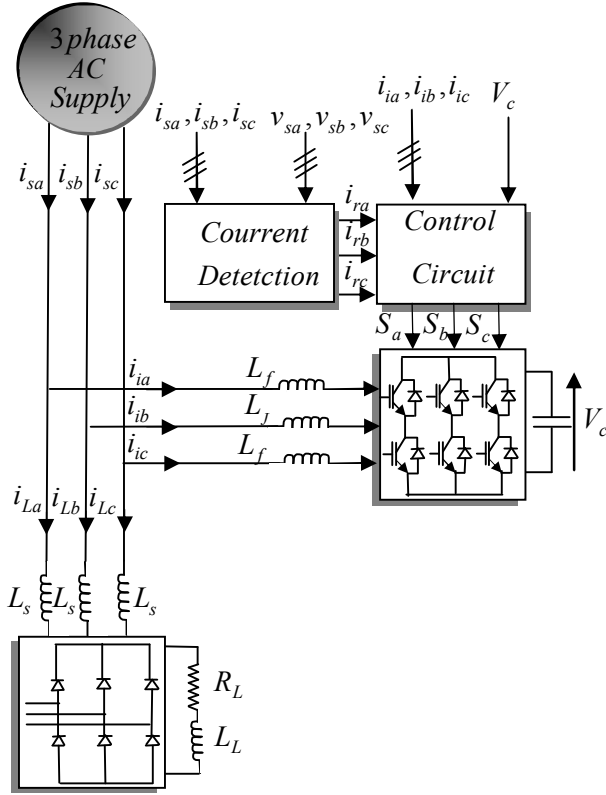 3 phase
AC
Supply
i_sa, i_sb, i_sc
v_sa, v_sb, v_sc
i_ia, i_ib, i_ic
V_c
i_sa
i_sb
i_sc
Courrent
Detetction
i_ra
i_rb
i_rc
Control
Circuit
S_a
S_b
S_c
i_ia
L_f
i_ib
L_J
i_ic
L_f
V_c
i_La
i_Lb
i_Lc
L_s
L_s
L_s
R_L
L_L